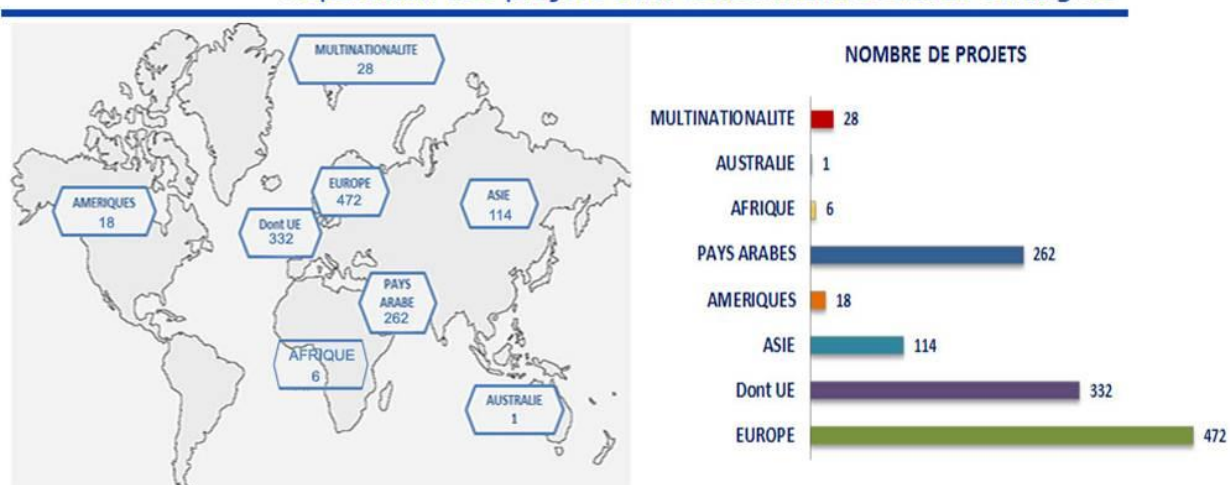 MULTINATIONALITE
28
AMERIQUES
18
EUROPE
472
Dont UE
332
ASIE
114
PAYS
ARABE
262
AFRIQUE
6
AUSTRALIE
1
NOMBRE DE PROJETS
MULTINATIONALITE 28
AUSTRALIE 1
AFRIQUE 6
PAYS ARABES 262
AMERIQUES 18
ASIE 114
Dont UE 332
EUROPE 472